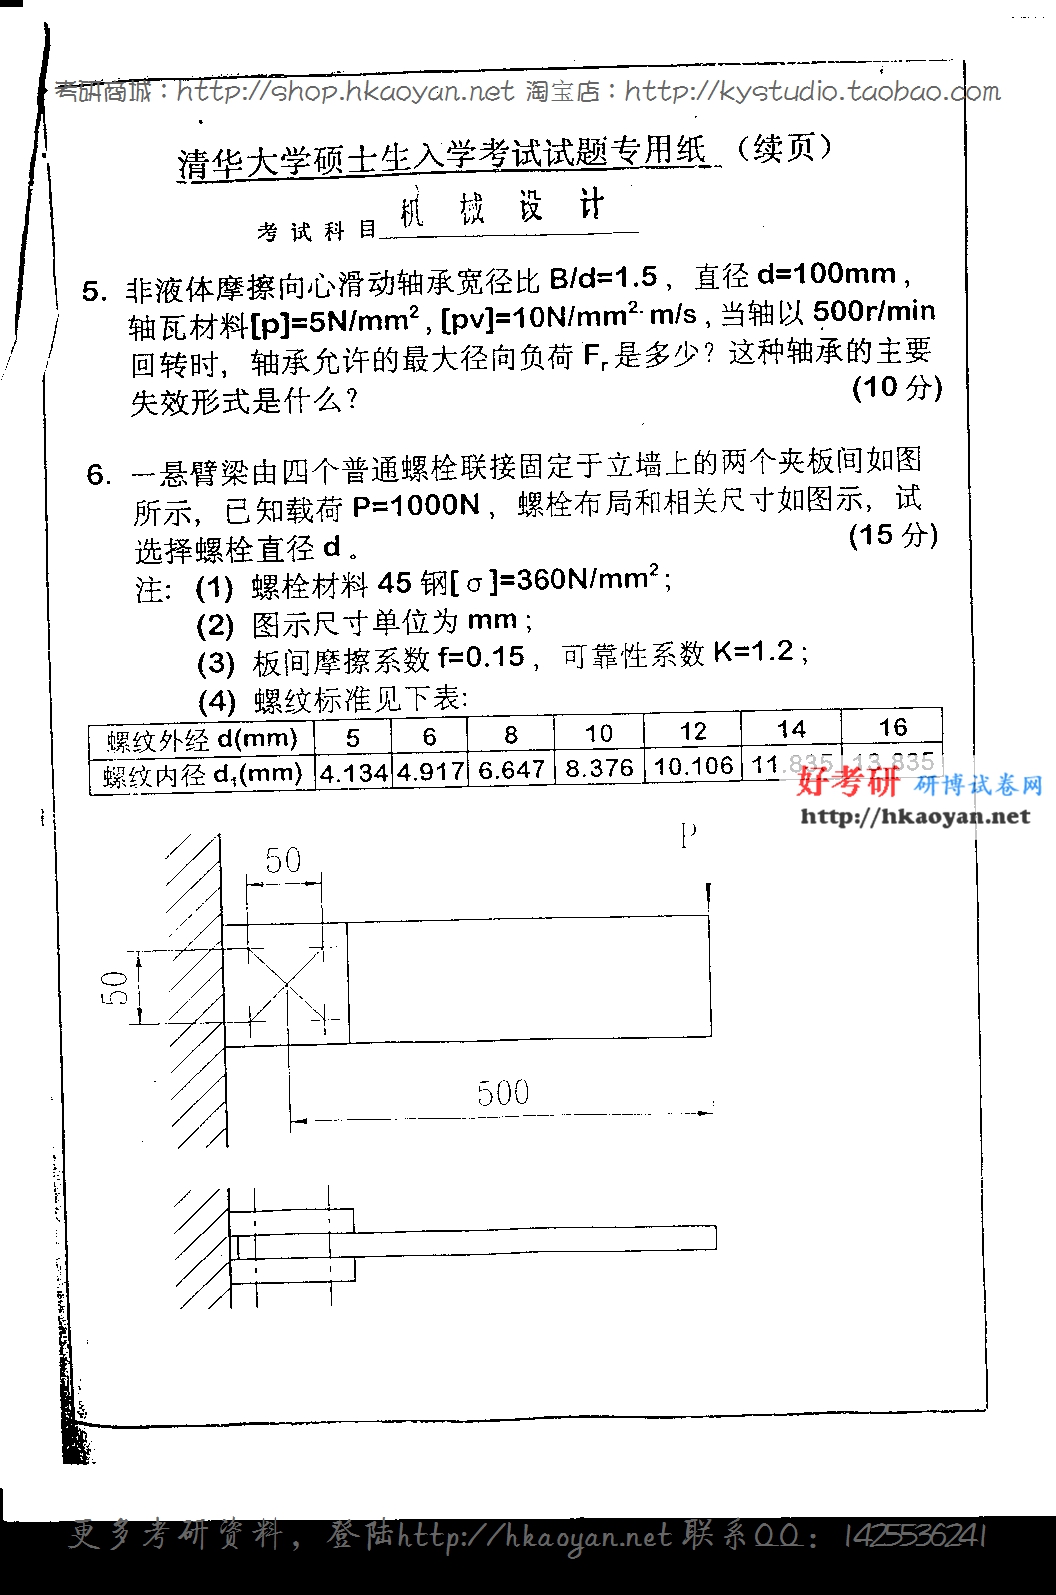 考研商城：http://shop.hkaoyan.net 淘宝店：http://kystudio.taobao.com
清华大学硕士生入学考试试题专用纸（续页）
考试科目 机械设计
5. 非液体摩擦向心滑动轴承宽径比 B/d=1.5，直径 d=100mm，
轴瓦材料[p]=5N/mm²，[pv]=10N/mm²·m/s，当轴以 500r/min
回转时，轴承允许的最大径向负荷 Fr 是多少？这种轴承的主要
失效形式是什么？ (10 分)
6. 一悬臂梁由四个普通螺栓联接固定于立墙上的两个夹板间如图
所示，已知载荷 P=1000N，螺栓布局和相关尺寸如图示，试
选择螺栓直径 d。 (15 分)
注： (1) 螺栓材料 45 钢[σ]=360N/mm²；
(2) 图示尺寸单位为 mm；
(3) 板间摩擦系数 f=0.15，可靠性系数 K=1.2；
(4) 螺纹标准见下表：
螺纹外径 d(mm) 5 6 8 10 12 14 16
螺纹内径 d₁(mm) 4.134 4.917 6.647 8.376 10.106 11.835 13.835
好考研 研博试卷网
http://hkaoyan.net
P
50
50
500
更多考研资料，登陆http://hkaoyan.net 联系QQ：1425536241